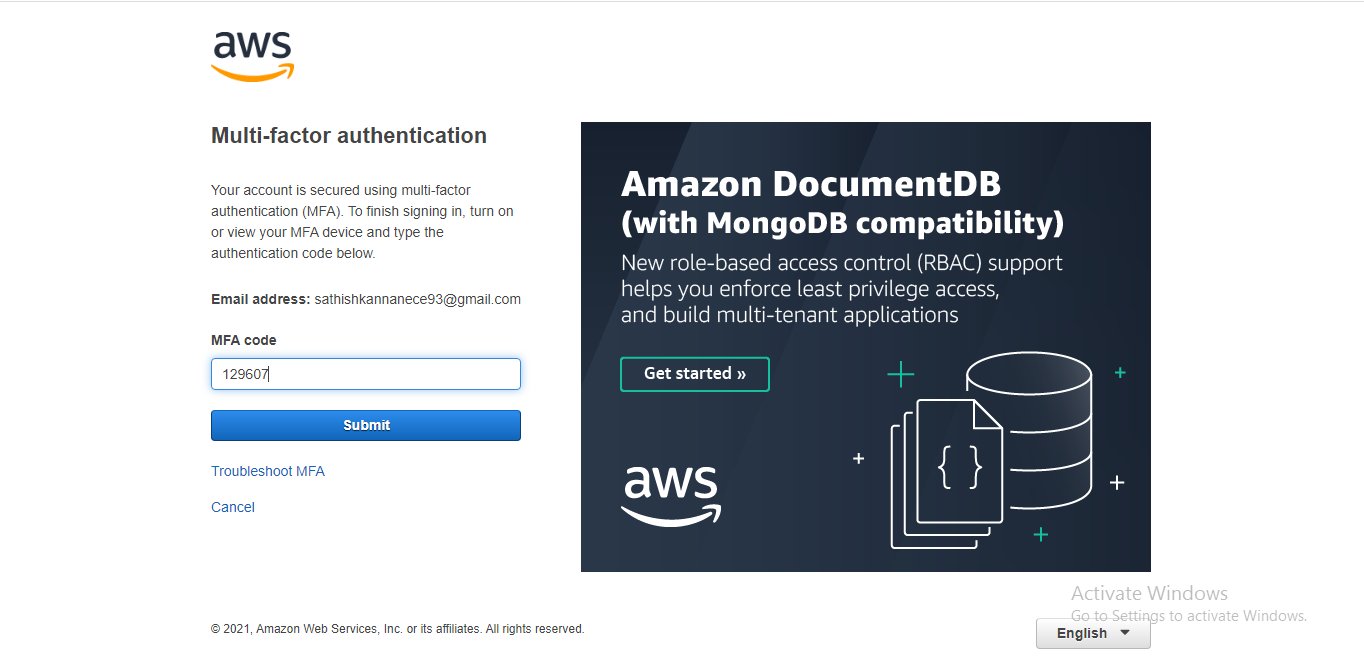 aws
Multi-factor authentication
Your account is secured using multi-factor
authentication (MFA). To finish signing in, turn on
or view your MFA device and type the
authentication code below.
Email address: sathishkannanece93@gmail.com
MFA code
129607
Submit
Troubleshoot MFA
Cancel
Amazon DocumentDB
(with MongoDB compatibility)
New role-based access control (RBAC) support
helps you enforce least privilege access,
and build multi-tenant applications
Get started »
{ }
aws
Activate Windows
Go to Settings to activate Windows.
© 2021, Amazon Web Services, Inc. or its affiliates. All rights reserved.
English